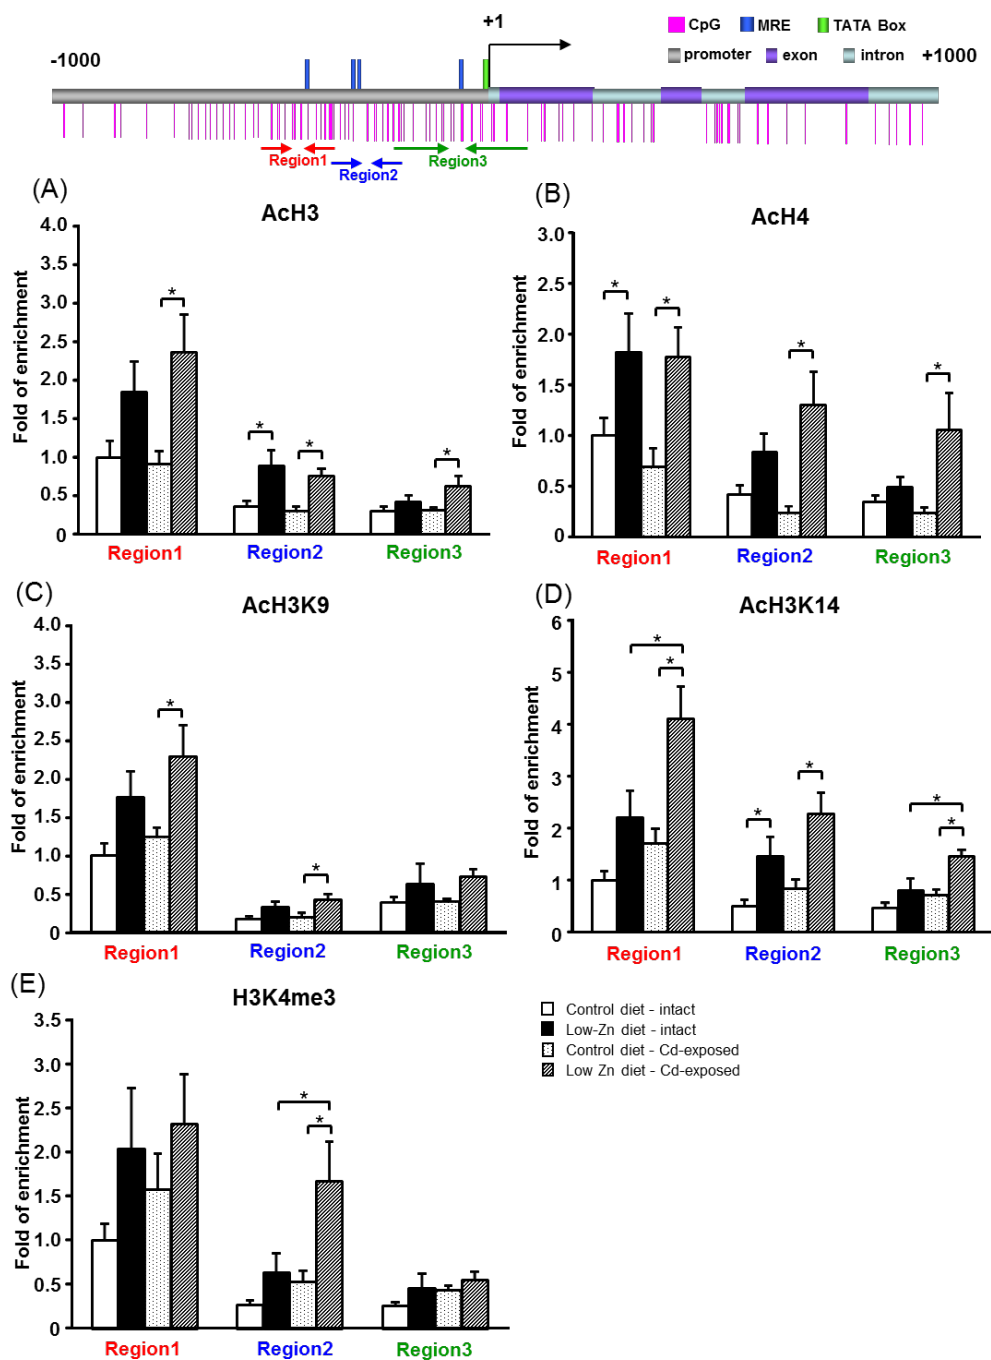 +1
CpG MRE TATA Box
-1000 promoter exon intron +1000
Region1 Region2 Region3
(A) AcH3
Fold of enrichment
4.0
3.5
3.0
2.5
2.0
1.5
1.0
0.5
0
* * * *
Region1 Region2 Region3
(B) AcH4
Fold of enrichment
3.0
2.5
2.0
1.5
1.0
0.5
0
* * * *
Region1 Region2 Region3
(C) AcH3K9
Fold of enrichment
4.0
3.5
3.0
2.5
2.0
1.5
1.0
0.5
0
* *
Region1 Region2 Region3
(D) AcH3K14
Fold of enrichment
6
5
4
3
2
1
0
* * * * * *
Region1 Region2 Region3
(E) H3K4me3
Fold of enrichment
3.5
3.0
2.5
2.0
1.5
1.0
0.5
0
* *
Region1 Region2 Region3
Control diet - intact
Low-Zn diet - intact
Control diet - Cd-exposed
Low Zn diet - Cd-exposed